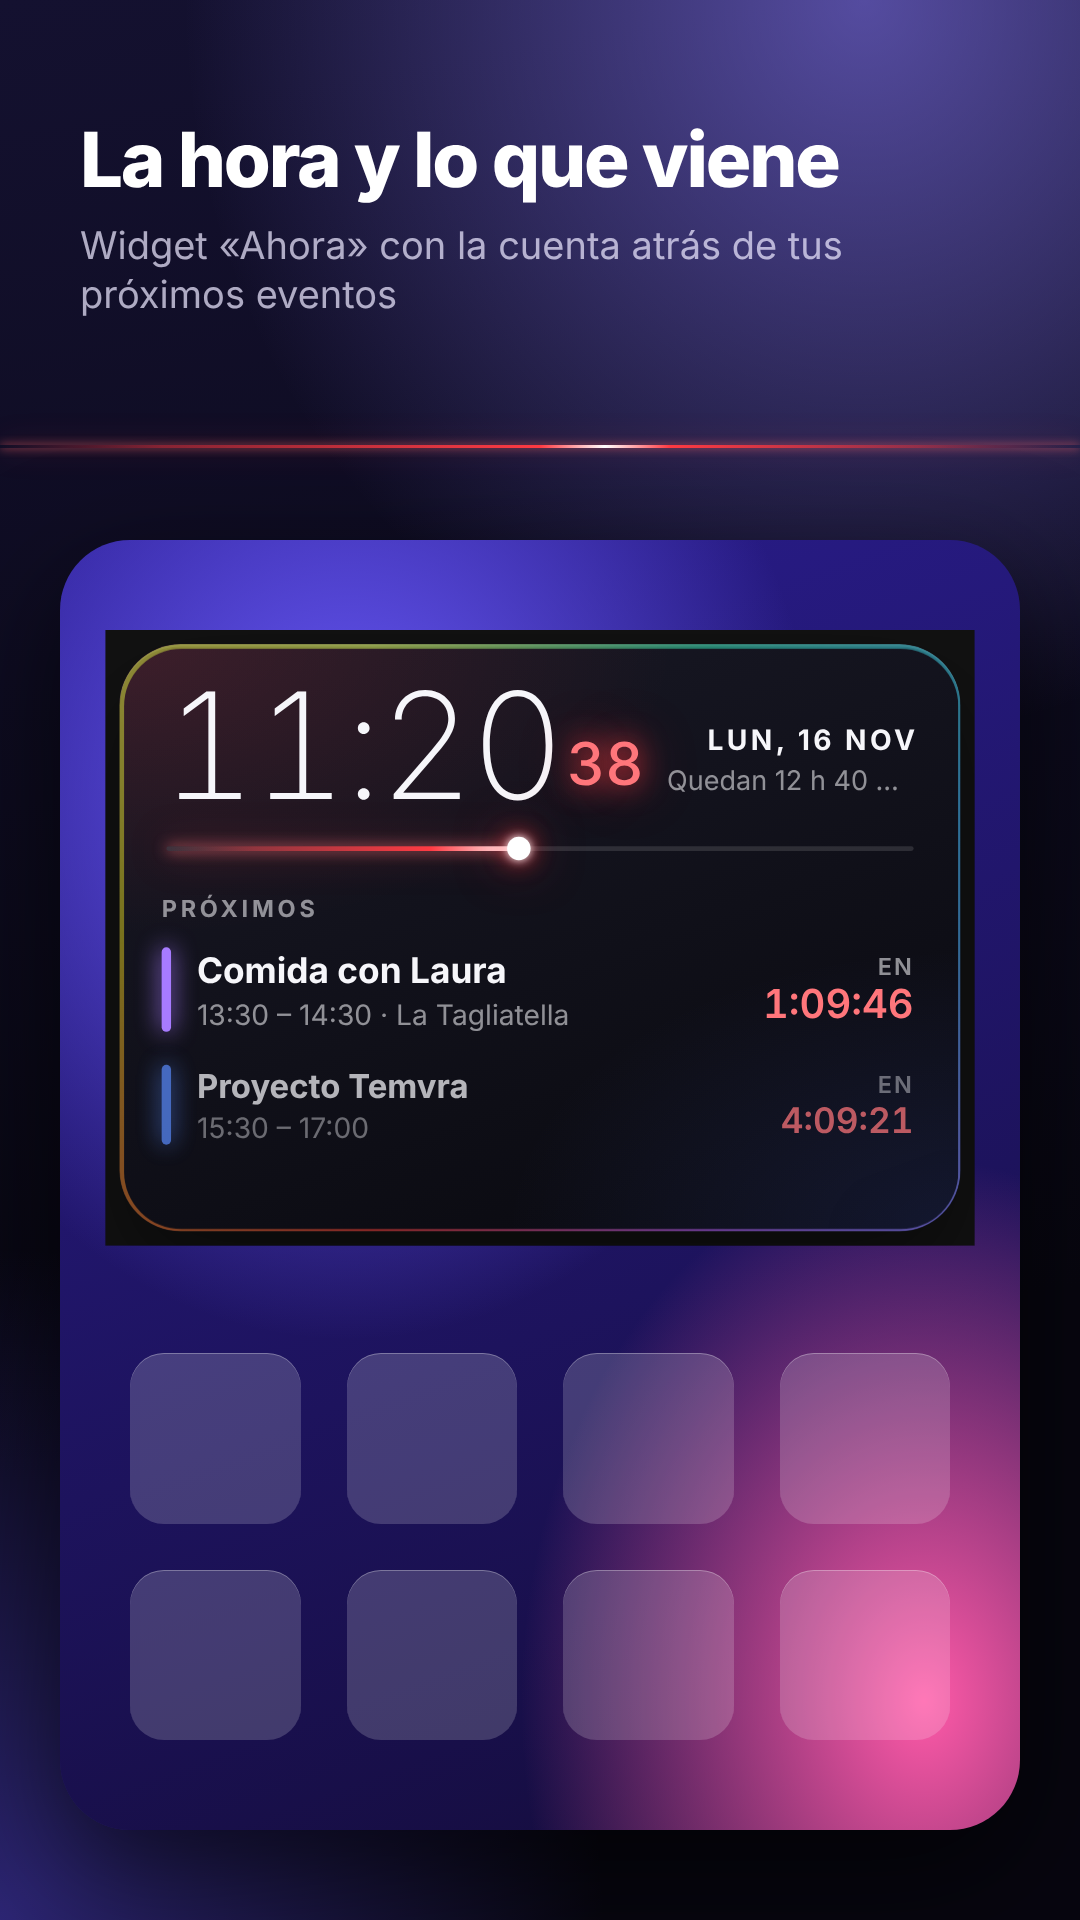 La hora y lo que viene
Widget «Ahora» con la cuenta atrás de tus
próximos eventos
11:20 38
LUN, 16 NOV
Quedan 12 h 40 ...
PRÓXIMOS
Comida con Laura
13:30 – 14:30 · La Tagliatella
EN
1:09:46
Proyecto Temvra
15:30 – 17:00
EN
4:09:21